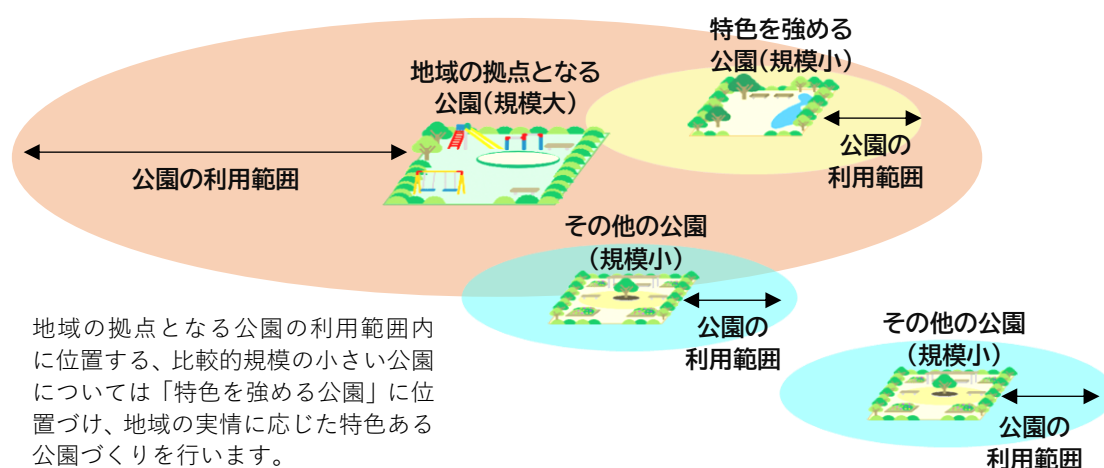 特色を強める
公園(規模小)
地域の拠点となる
公園(規模大)
公園の利用範囲
公園の
利用範囲
その他の公園
(規模小)
公園の
利用範囲
その他の公園
(規模小)
公園の
利用範囲
地域の拠点となる公園の利用範囲内
に位置する、比較的規模の小さい公園
については「特色を強める公園」に位
置づけ、地域の実情に応じた特色ある
公園づくりを行います。